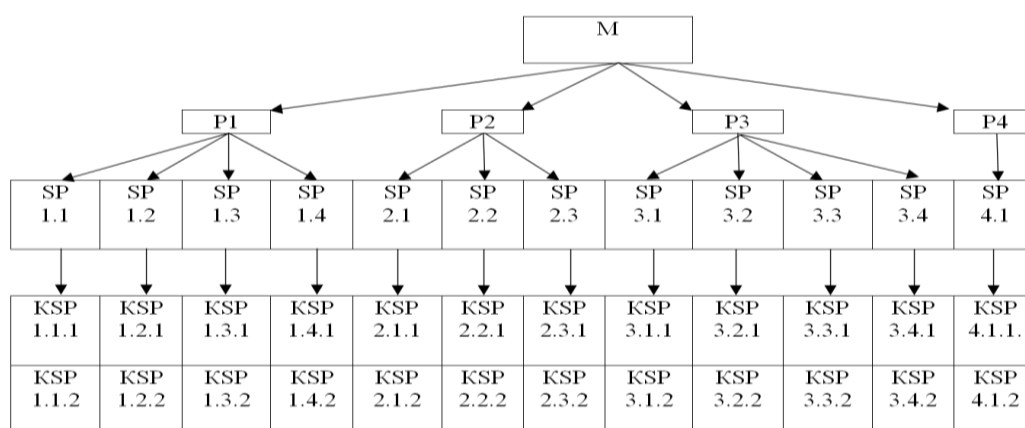 M
P1
P2
P3
P4
SP
1.1
SP
1.2
SP
1.3
SP
1.4
SP
2.1
SP
2.2
SP
2.3
SP
3.1
SP
3.2
SP
3.3
SP
3.4
SP
4.1
KSP
1.1.1
KSP
1.2.1
KSP
1.3.1
KSP
1.4.1
KSP
2.1.1
KSP
2.2.1
KSP
2.3.1
KSP
3.1.1
KSP
3.2.1
KSP
3.3.1
KSP
3.4.1
KSP
4.1.1.
KSP
1.1.2
KSP
1.2.2
KSP
1.3.2
KSP
1.4.2
KSP
2.1.2
KSP
2.2.2
KSP
2.3.2
KSP
3.1.2
KSP
3.2.2
KSP
3.3.2
KSP
3.4.2
KSP
4.1.2